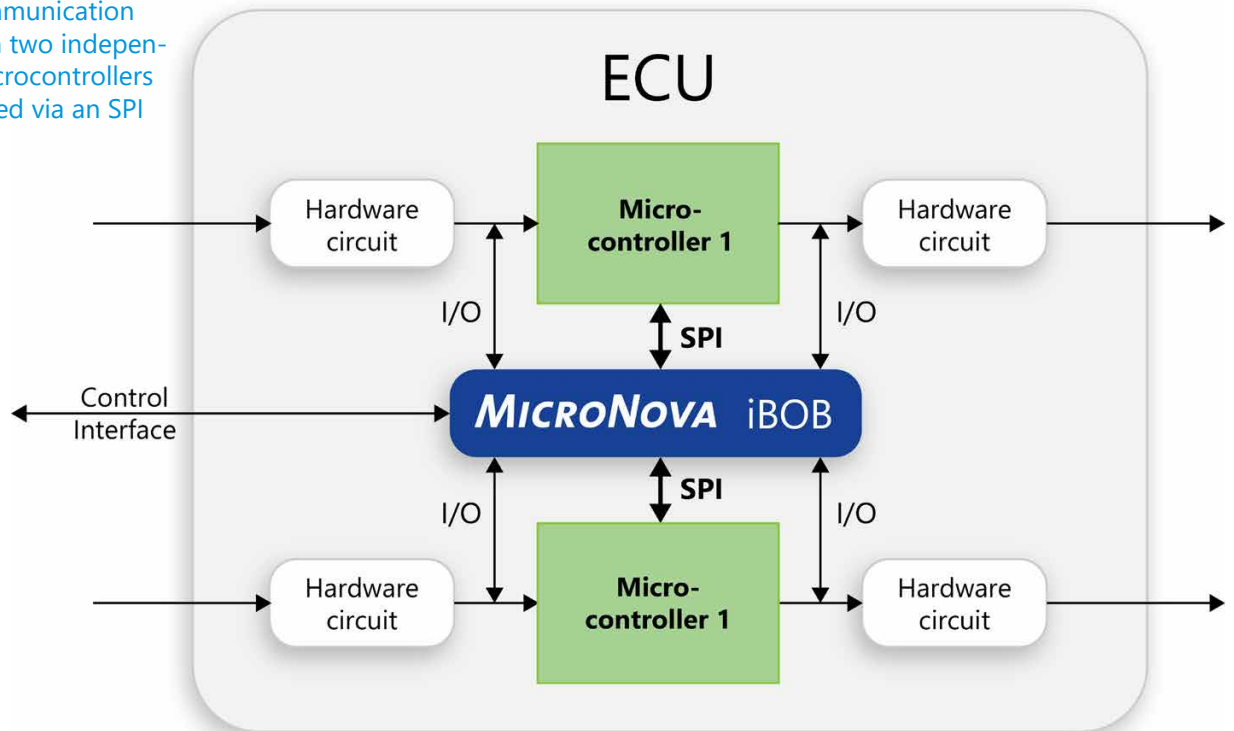 munication
two indepen-
crocontrollers
ed via an SPI
ECU
Hardware
circuit
Micro-
controller 1
Hardware
circuit
I/O
SPI
I/O
Control
Interface
MICRONOVA iBOB
I/O
SPI
I/O
Hardware
circuit
Micro-
controller 1
Hardware
circuit